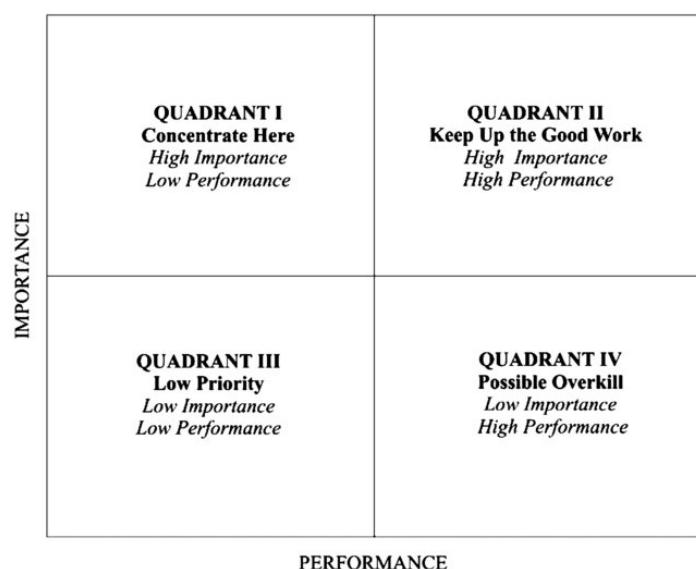 QUADRANT I
Concentrate Here
High Importance
Low Performance
QUADRANT II
Keep Up the Good Work
High Importance
High Performance
IMPORTANCE
QUADRANT III
Low Priority
Low Importance
Low Performance
QUADRANT IV
Possible Overkill
Low Importance
High Performance
PERFORMANCE